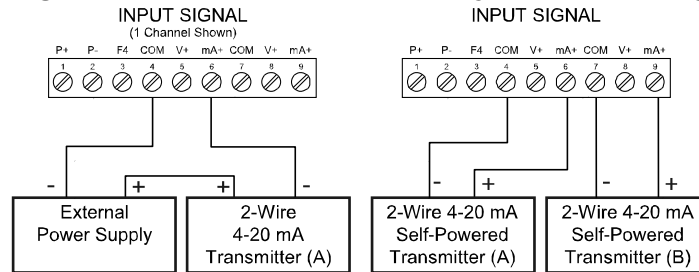 INPUT SIGNAL
(1 Channel Shown)
P+ P- F4 COM V+ mA+ COM V+ mA+
1 2 3 4 5 6 7 8 9
- + + -
External
Power Supply
2-Wire
4-20 mA
Transmitter (A)
INPUT SIGNAL
P+ P- F4 COM V+ mA+ COM V+ mA+
1 2 3 4 5 6 7 8 9
- + - +
2-Wire 4-20 mA
Self-Powered
Transmitter (A)
2-Wire 4-20 mA
Self-Powered
Transmitter (B)